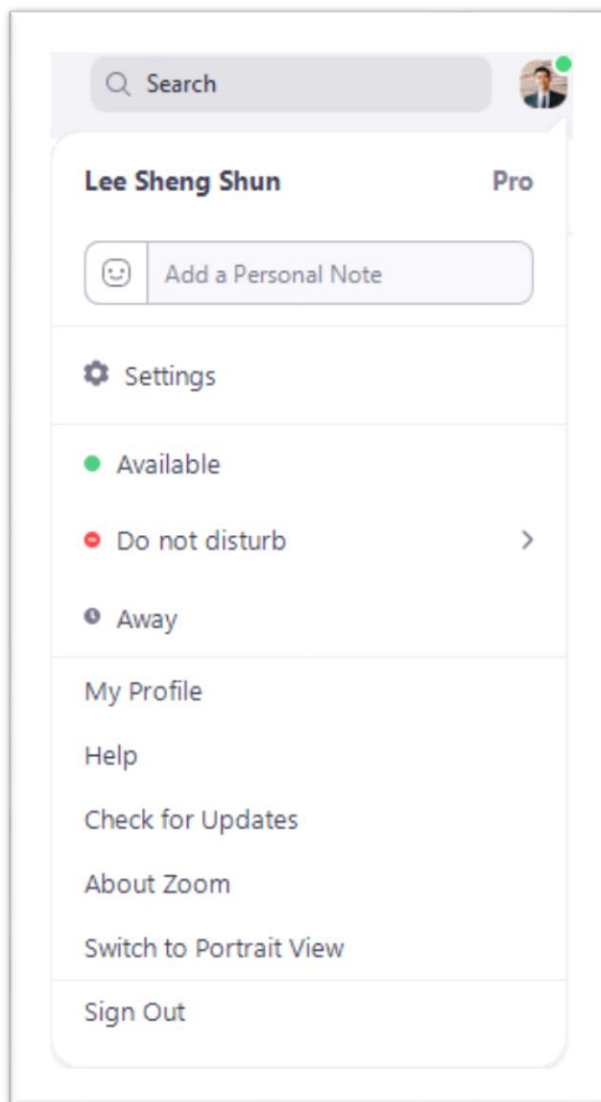 Search
Lee Sheng Shun Pro
Add a Personal Note
Settings
Available
Do not disturb
Away
My Profile
Help
Check for Updates
About Zoom
Switch to Portrait View
Sign Out